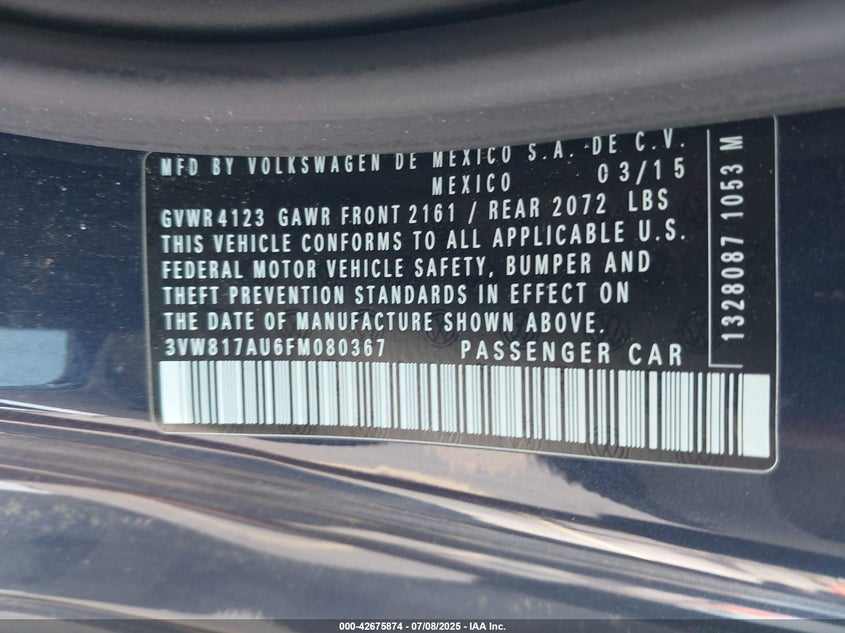 MFD BY VOLKSWAGEN DE MEXICO S.A. DE C.V.
MEXICO 03/15
GVWR 4123 GAWR FRONT 2161 / REAR 2072 LBS
THIS VEHICLE CONFORMS TO ALL APPLICABLE U.S.
FEDERAL MOTOR VEHICLE SAFETY, BUMPER AND
THEFT PREVENTION STANDARDS IN EFFECT ON
THE DATE OF MANUFACTURE SHOWN ABOVE.
3VW817AU6FM080367 PASSENGER CAR
1328087 1053 M
000-42675874 / 07/08/2025 - IAA Inc.